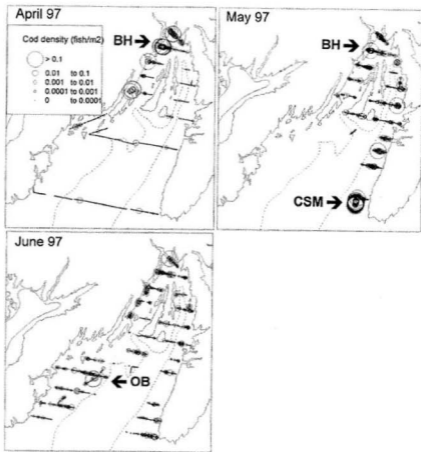 April 97
Cod density (fish/m2)
> 0.1
0.01 to 0.1
0.001 to 0.01
0.0001 to 0.001
0 to 0.0001
BH
May 97
BH
CSM
June 97
OB